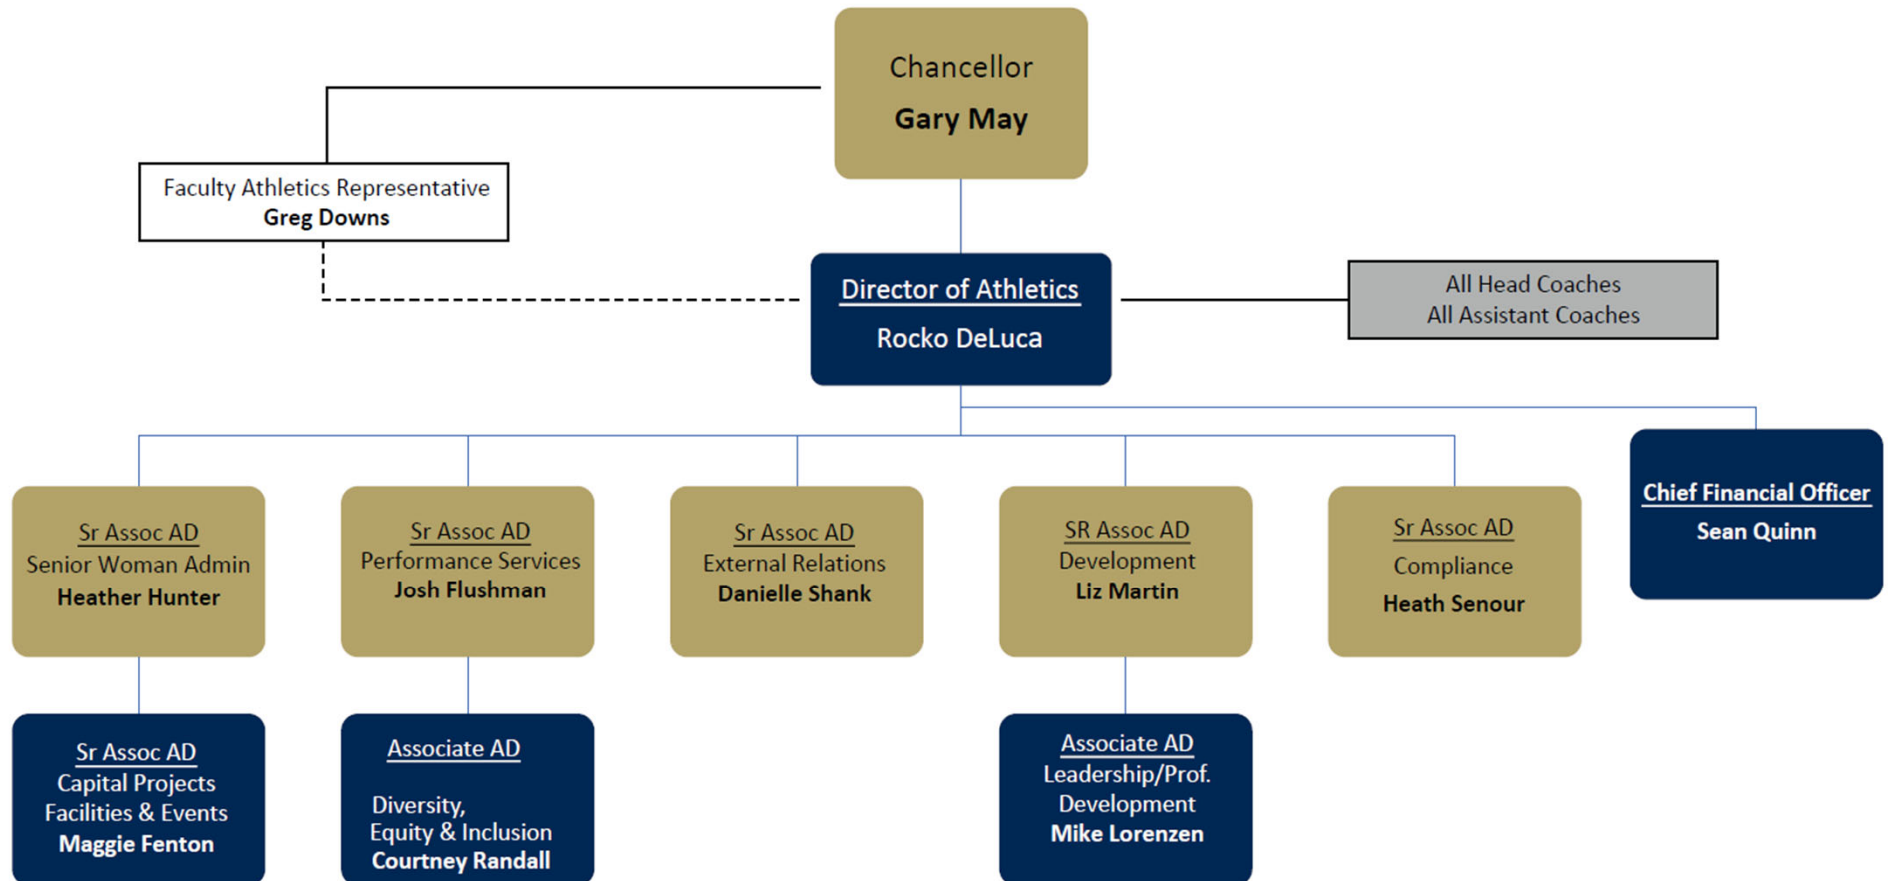 Chancellor
Gary May
Faculty Athletics Representative
Greg Downs
Director of Athletics
Rocko DeLuca
All Head Coaches
All Assistant Coaches
Sr Assoc AD
Senior Woman Admin
Heather Hunter
Sr Assoc AD
Performance Services
Josh Flushman
Sr Assoc AD
External Relations
Danielle Shank
SR Assoc AD
Development
Liz Martin
Sr Assoc AD
Compliance
Heath Senour
Chief Financial Officer
Sean Quinn
Sr Assoc AD
Capital Projects
Facilities & Events
Maggie Fenton
Associate AD
Diversity,
Equity & Inclusion
Courtney Randall
Associate AD
Leadership/Prof.
Development
Mike Lorenzen